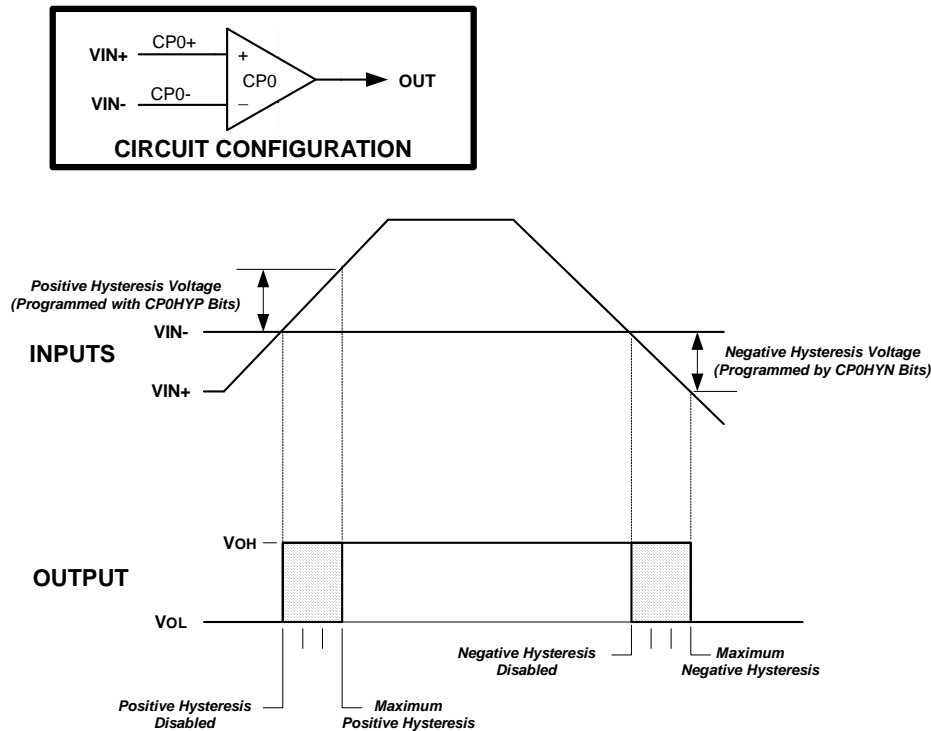 VIN+
CP0+
+
CP0
OUT
VIN-
CP0-
_
CIRCUIT CONFIGURATION
Positive Hysteresis Voltage
(Programmed with CP0HYP Bits)
VIN-
INPUTS
Negative Hysteresis Voltage
(Programmed by CP0HYN Bits)
VIN+
VOH
OUTPUT
VOL
Negative Hysteresis
Disabled
Maximum
Negative Hysteresis
Positive Hysteresis
Disabled
Maximum
Positive Hysteresis